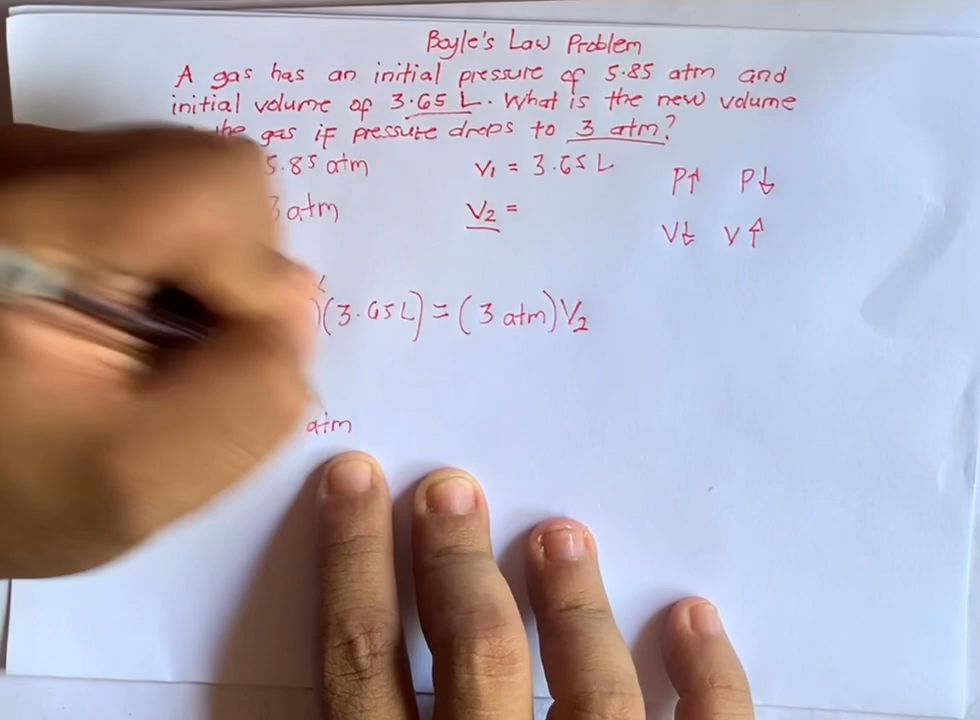 Boyle's Law Problem
A gas has an initial pressure of 5.85 atm and
initial volume of 3.65 L. What is the new volume
the gas if pressure drops to 3 atm?
5.85 atm V1 = 3.65 L P↑ P↓
3 atm V2 = V↓ V↑
)(3.65 L) = (3 atm) V2
atm